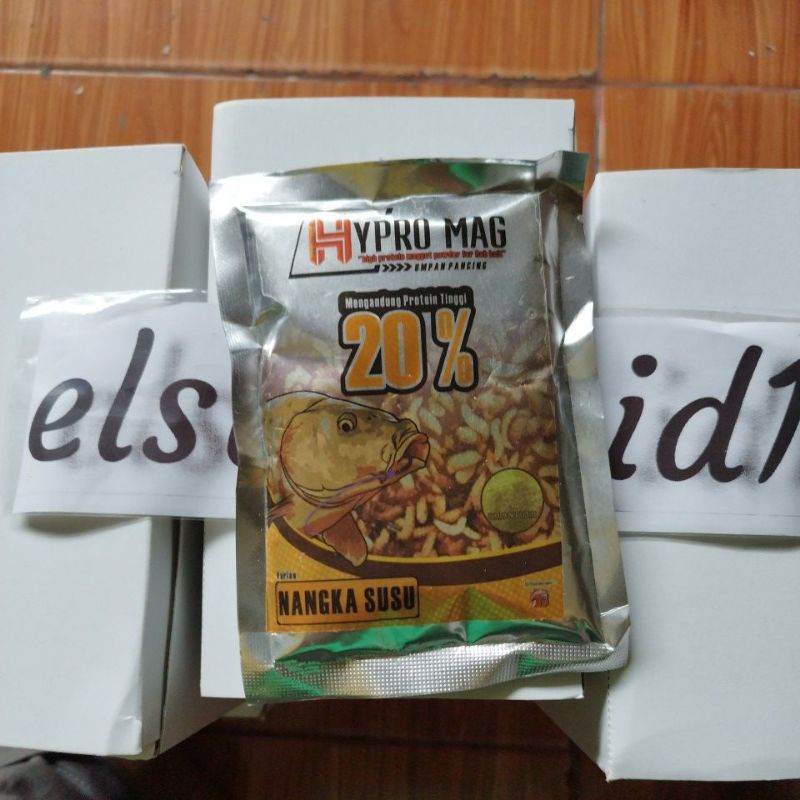 HYPRO MAG
"high protein maggot powder for fish bait"
UMPAN PANCING
Mengandung Protein Tinggi
20%
els
id1
Varian
NANGKA SUSU